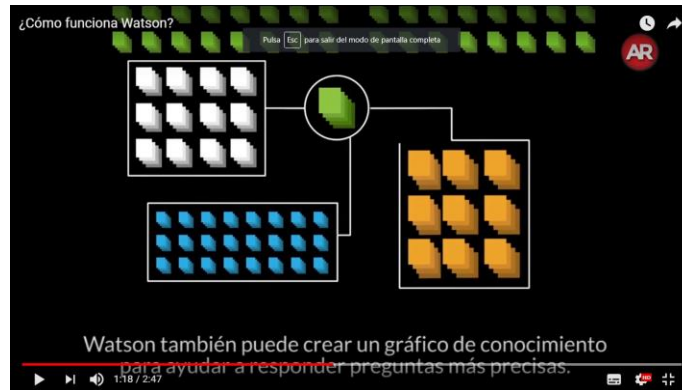 ¿Cómo funciona Watson?
Pulsa Esc para salir del modo de pantalla completa
AR
Watson también puede crear un gráfico de conocimiento
para ayudar a responder preguntas más precisas.
1:18 / 2:47
HD